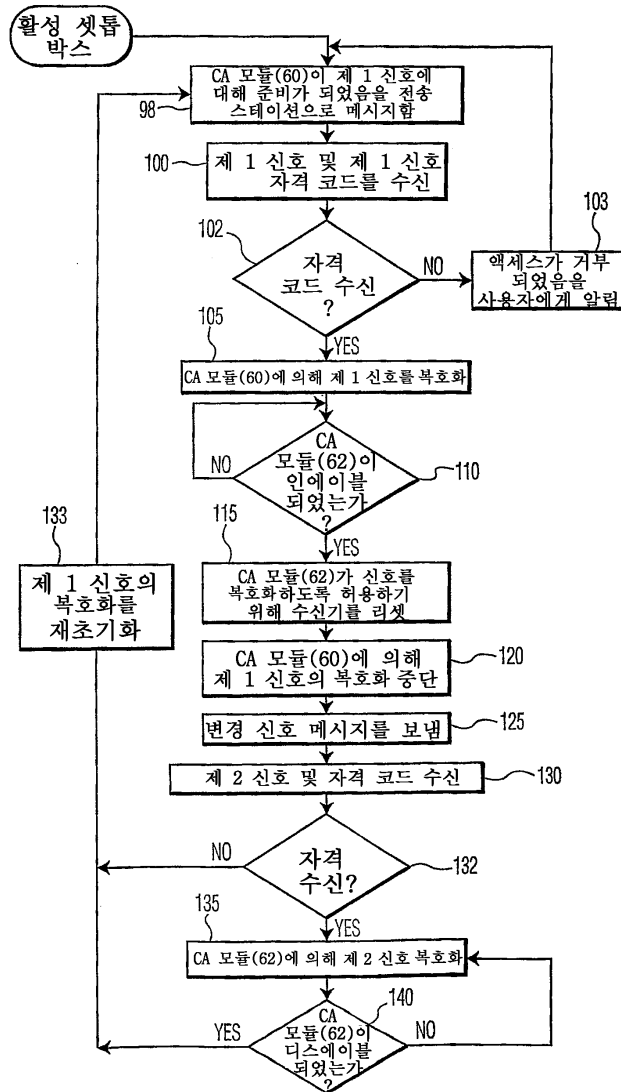 활성 셋톱
박스
CA 모듈(60)이 제 1 신호에
대해 준비가 되었음을 전송
스테이션으로 메시지함
98
100
제 1 신호 및 제 1 신호
자격 코드를 수신
102
자격
코드 수신
?
NO
103
액세스가 거부
되었음을
사용자에게 알림
YES
105
CA 모듈(60)에 의해 제 1 신호를 복호화
CA
모듈(62)이
인에이블
되었는가
?
NO
110
YES
115
CA 모듈(62)가 신호를
복호화하도록 허용하기
위해 수신기를 리셋
133
제 1 신호의
복호화를
재초기화
CA 모듈(60)에 의해
제 1 신호의 복호화 중단
120
변경 신호 메시지를 보냄
125
제 2 신호 및 자격 코드 수신
130
NO
자격
수신?
132
YES
135
CA 모듈(62)에 의해 제 2 신호 복호화
140
YES
CA
모듈(62)이
디스에이블
되었는가
?
NO